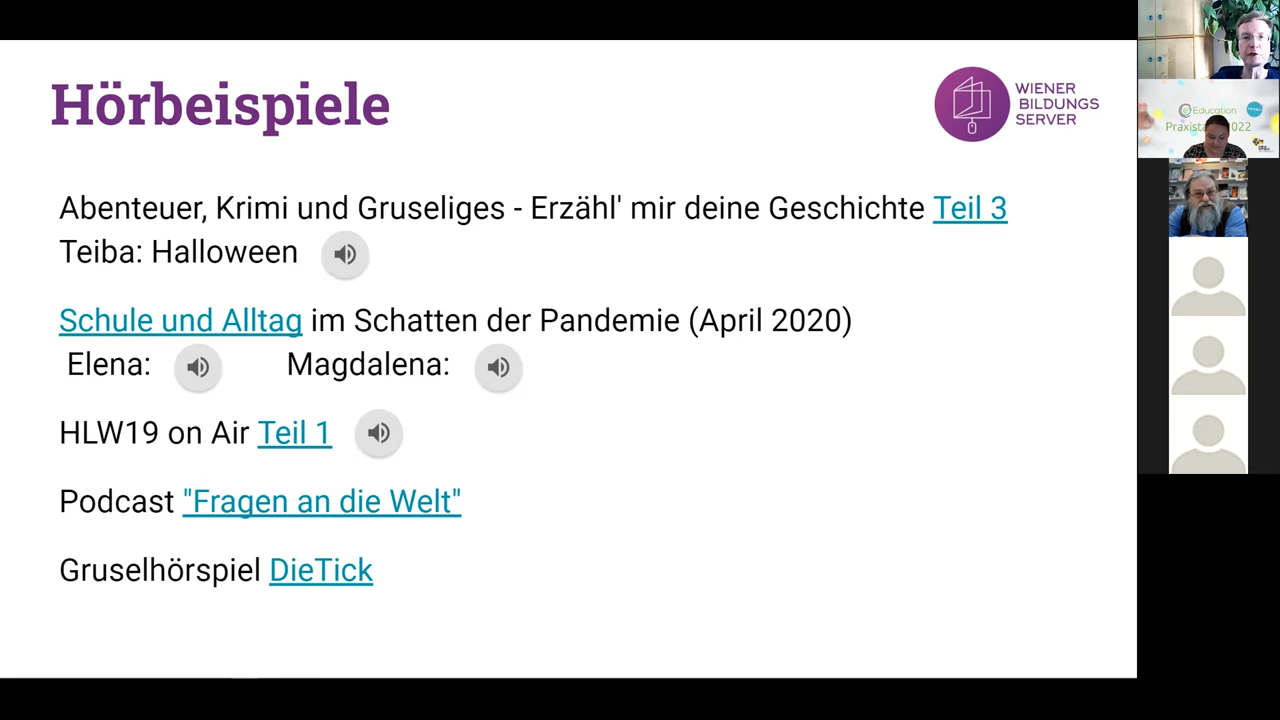 Hörbeispiele
WIENER
BILDUNGS
SERVER
Abenteuer, Krimi und Gruseliges - Erzähl' mir deine Geschichte Teil 3
Teiba: Halloween
Schule und Alltag im Schatten der Pandemie (April 2020)
Elena: Magdalena:
HLW19 on Air Teil 1
Podcast "Fragen an die Welt"
Gruselhörspiel DieTick
Education